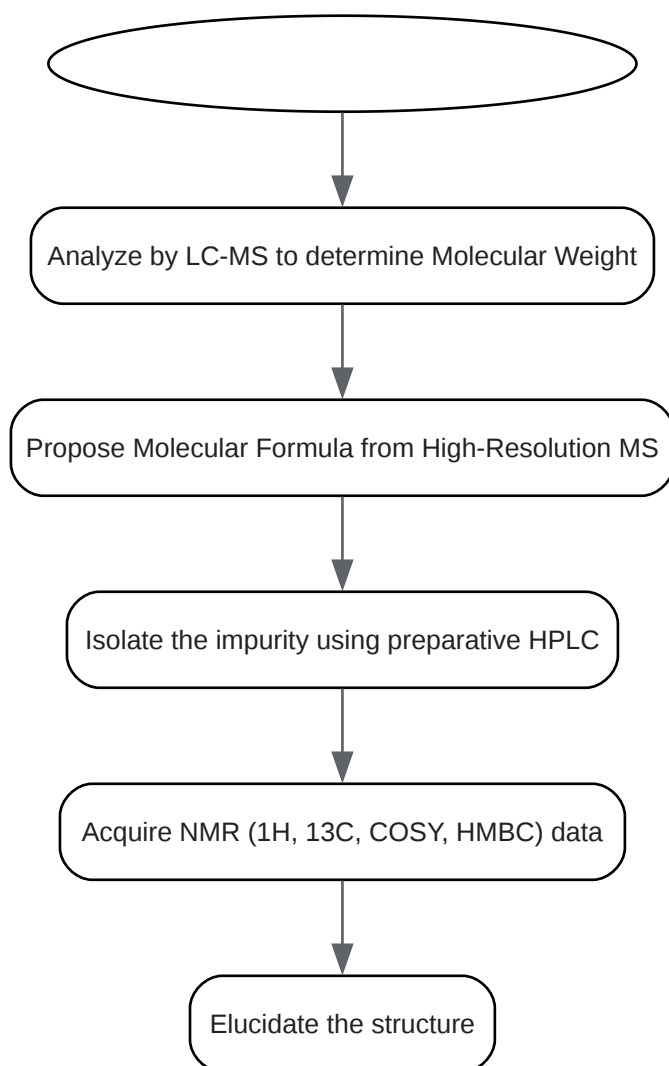 Analyze by LC-MS to determine Molecular Weight
Propose Molecular Formula from High-Resolution MS
Isolate the impurity using preparative HPLC
Acquire NMR (1H, 13C, COSY, HMBC) data
Elucidate the structure